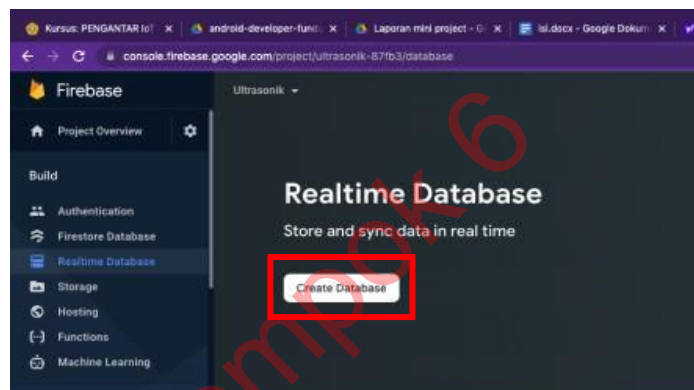 Kursus: PENGANTAR IoT
android-developer-fund
Laporan mini project - G
Isi.docx - Google Dokum
console.firebase.google.com/project/ultrasonik-87fb3/database
Firebase
Ultrasonik
Project Overview
Build
Realtime Database
Store and sync data in real time
Create Database
Authentication
Firestore Database
Realtime Database
Storage
Hosting
Functions
Machine Learning
ompok 6